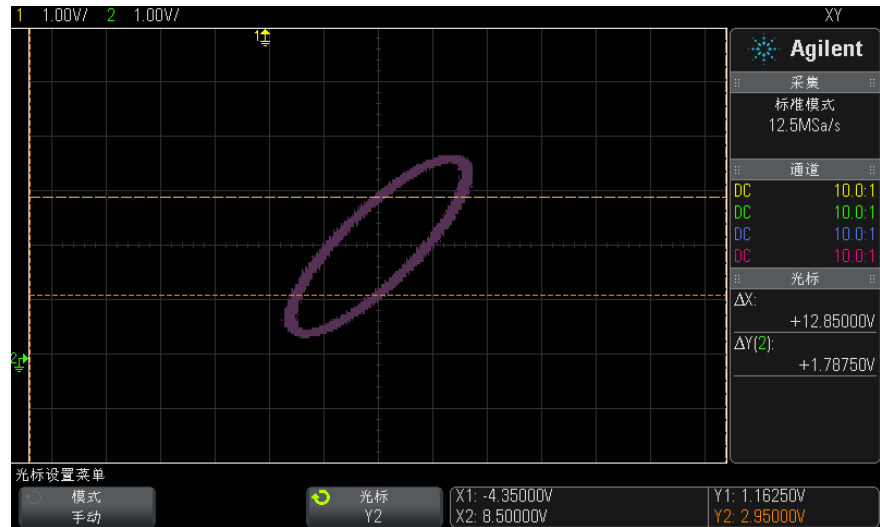 1 1.00V/ 2 1.00V/ XY
1
Agilent
采集
标准模式
12.5MSa/s
通道
DC 10.0:1
DC 10.0:1
DC 10.0:1
DC 10.0:1
光标
ΔX:
+12.85000V
ΔY(2):
+1.78750V
2
光标设置菜单
模式
手动
光标
Y2
X1: -4.35000V
X2: 8.50000V
Y1: 1.16250V
Y2: 2.95000V